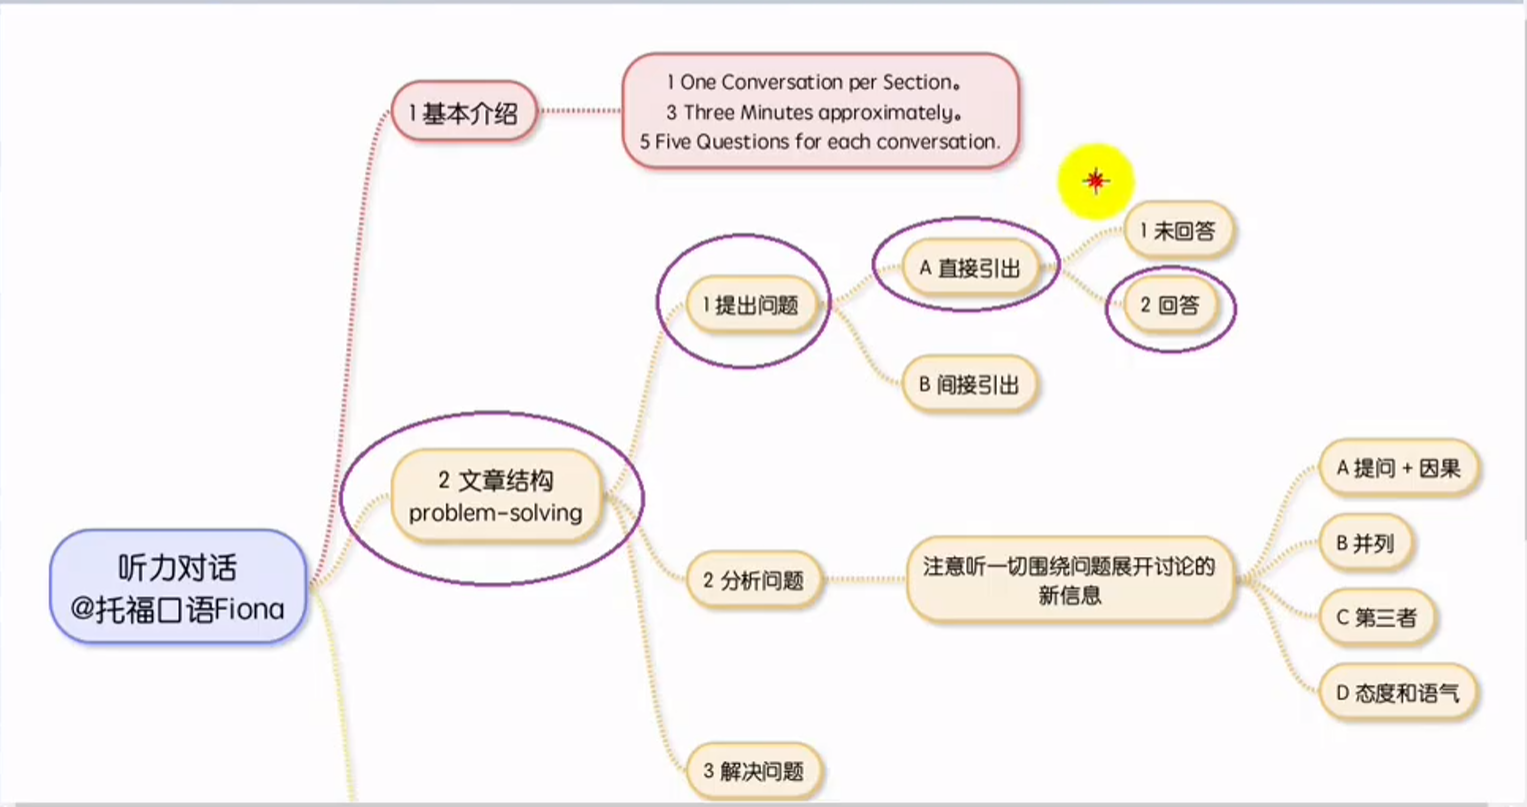 1 基本介绍
1 One Conversation per Section。
3 Three Minutes approximately。
5 Five Questions for each conversation.
听力对话
@托福口语Fiona
2 文章结构
problem-solving
1 提出问题
A 直接引出
1 未回答
2 回答
B 间接引出
2 分析问题
注意听一切围绕问题展开讨论的
新信息
A 提问 + 因果
B 并列
C 第三者
D 态度和语气
3 解决问题